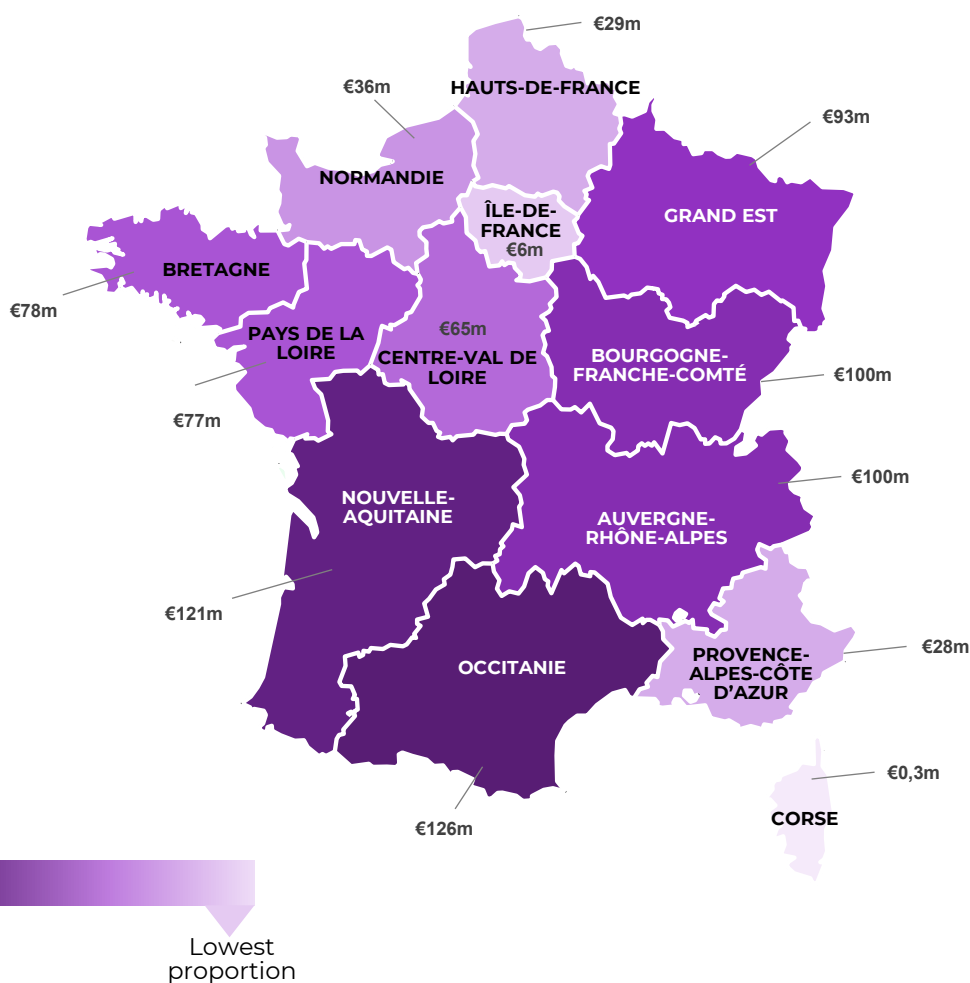 €29m
HAUTS-DE-FRANCE
€36m
€93m
NORMANDIE
ÎLE-DE-
FRANCE
€6m
GRAND EST
BRETAGNE
€78m
PAYS DE LA
LOIRE
€77m
€65m
CENTRE-VAL DE
LOIRE
BOURGOGNE-
FRANCHE-COMTÉ
€100m
€100m
NOUVELLE-
AQUITAINE
AUVERGNE-
RHÔNE-ALPES
€121m
OCCITANIE
PROVENCE-
ALPES-CÔTE
D’AZUR
€28m
€126m
€0,3m
CORSE
Lowest
proportion